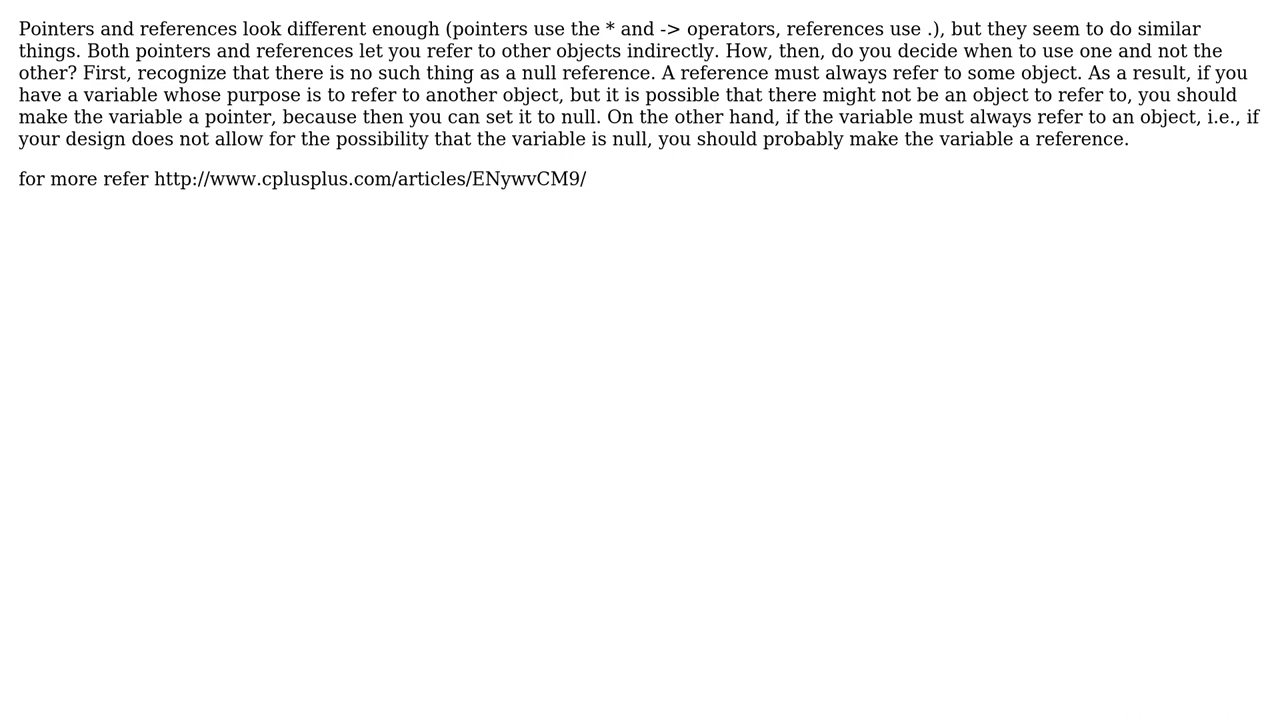 Pointers and references look different enough (pointers use the * and -> operators, references use .), but they seem to do similar
things. Both pointers and references let you refer to other objects indirectly. How, then, do you decide when to use one and not the
other? First, recognize that there is no such thing as a null reference. A reference must always refer to some object. As a result, if you
have a variable whose purpose is to refer to another object, but it is possible that there might not be an object to refer to, you should
make the variable a pointer, because then you can set it to null. On the other hand, if the variable must always refer to an object, i.e., if
your design does not allow for the possibility that the variable is null, you should probably make the variable a reference.
for more refer http://www.cplusplus.com/articles/ENywvCM9/